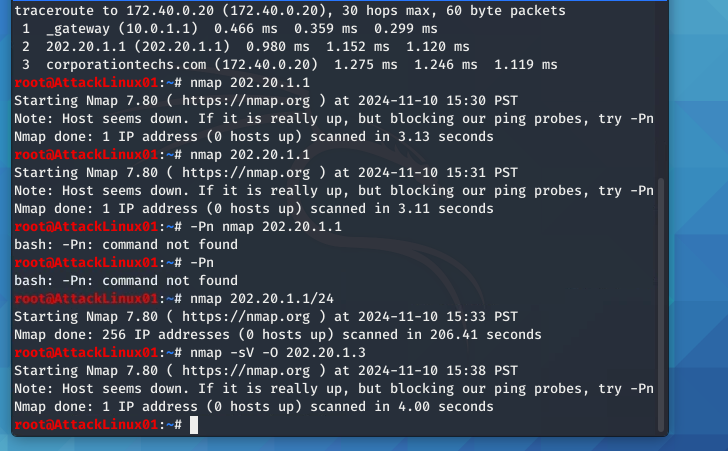 traceroute to 172.40.0.20 (172.40.0.20), 30 hops max, 60 byte packets
 1  _gateway (10.0.1.1)  0.466 ms  0.359 ms  0.299 ms
 2  202.20.1.1 (202.20.1.1)  0.980 ms  1.152 ms  1.120 ms
 3  corporationtechs.com (172.40.0.20)  1.275 ms  1.246 ms  1.119 ms
root@AttackLinux01:~# nmap 202.20.1.1
Starting Nmap 7.80 ( https://nmap.org ) at 2024-11-10 15:30 PST
Note: Host seems down. If it is really up, but blocking our ping probes, try -Pn
Nmap done: 1 IP address (0 hosts up) scanned in 3.13 seconds
root@AttackLinux01:~# nmap 202.20.1.1
Starting Nmap 7.80 ( https://nmap.org ) at 2024-11-10 15:31 PST
Note: Host seems down. If it is really up, but blocking our ping probes, try -Pn
Nmap done: 1 IP address (0 hosts up) scanned in 3.11 seconds
root@AttackLinux01:~# -Pn nmap 202.20.1.1
bash: -Pn: command not found
root@AttackLinux01:~# -Pn
bash: -Pn: command not found
root@AttackLinux01:~# nmap 202.20.1.1/24
Starting Nmap 7.80 ( https://nmap.org ) at 2024-11-10 15:33 PST
Nmap done: 256 IP addresses (0 hosts up) scanned in 206.41 seconds
root@AttackLinux01:~# nmap -sV -O 202.20.1.3
Starting Nmap 7.80 ( https://nmap.org ) at 2024-11-10 15:38 PST
Note: Host seems down. If it is really up, but blocking our ping probes, try -Pn
Nmap done: 1 IP address (0 hosts up) scanned in 4.00 seconds
root@AttackLinux01:~#